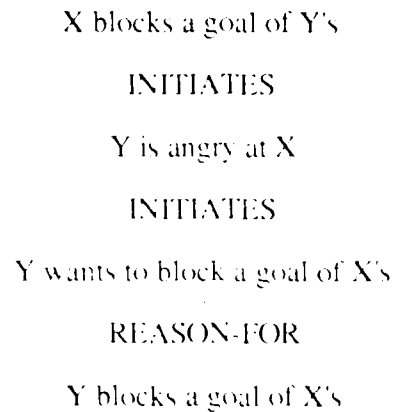 X blocks a goal of Y's
INITIATES
Y is angry at X
INITIATES
Y wants to block a goal of X's
REASON-FOR
Y blocks a goal of X's